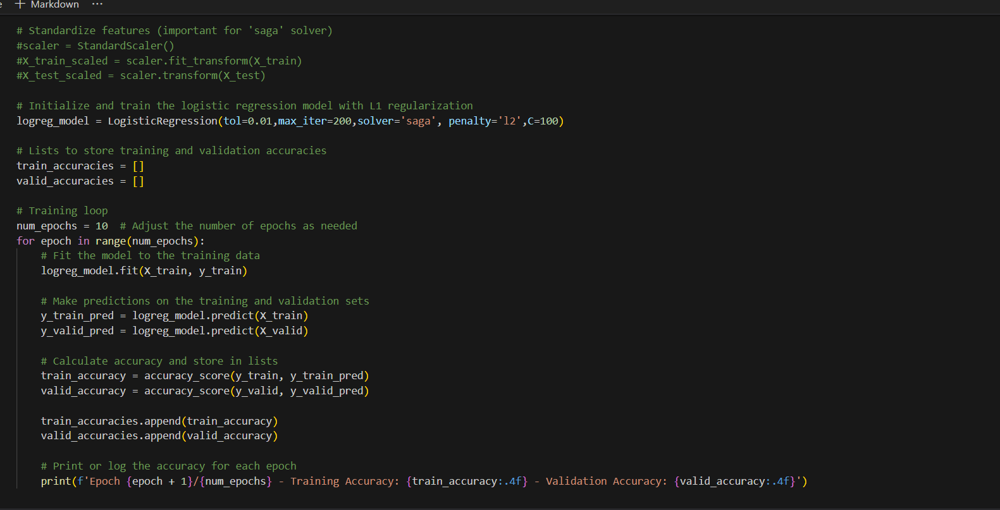 e + Markdown ...
# Standardize features (important for 'saga' solver)
#scaler = StandardScaler()
#X_train_scaled = scaler.fit_transform(X_train)
#X_test_scaled = scaler.transform(X_test)
# Initialize and train the logistic regression model with L1 regularization
logreg_model = LogisticRegression(tol=0.01,max_iter=200,solver='saga', penalty='l2',C=100)
# Lists to store training and validation accuracies
train_accuracies = []
valid_accuracies = []
# Training loop
num_epochs = 10  # Adjust the number of epochs as needed
for epoch in range(num_epochs):
    # Fit the model to the training data
    logreg_model.fit(X_train, y_train)
    # Make predictions on the training and validation sets
    y_train_pred = logreg_model.predict(X_train)
    y_valid_pred = logreg_model.predict(X_valid)
    # Calculate accuracy and store in lists
    train_accuracy = accuracy_score(y_train, y_train_pred)
    valid_accuracy = accuracy_score(y_valid, y_valid_pred)
    train_accuracies.append(train_accuracy)
    valid_accuracies.append(valid_accuracy)
    # Print or log the accuracy for each epoch
    print(f'Epoch {epoch + 1}/{num_epochs} - Training Accuracy: {train_accuracy:.4f} - Validation Accuracy: {valid_accuracy:.4f}')